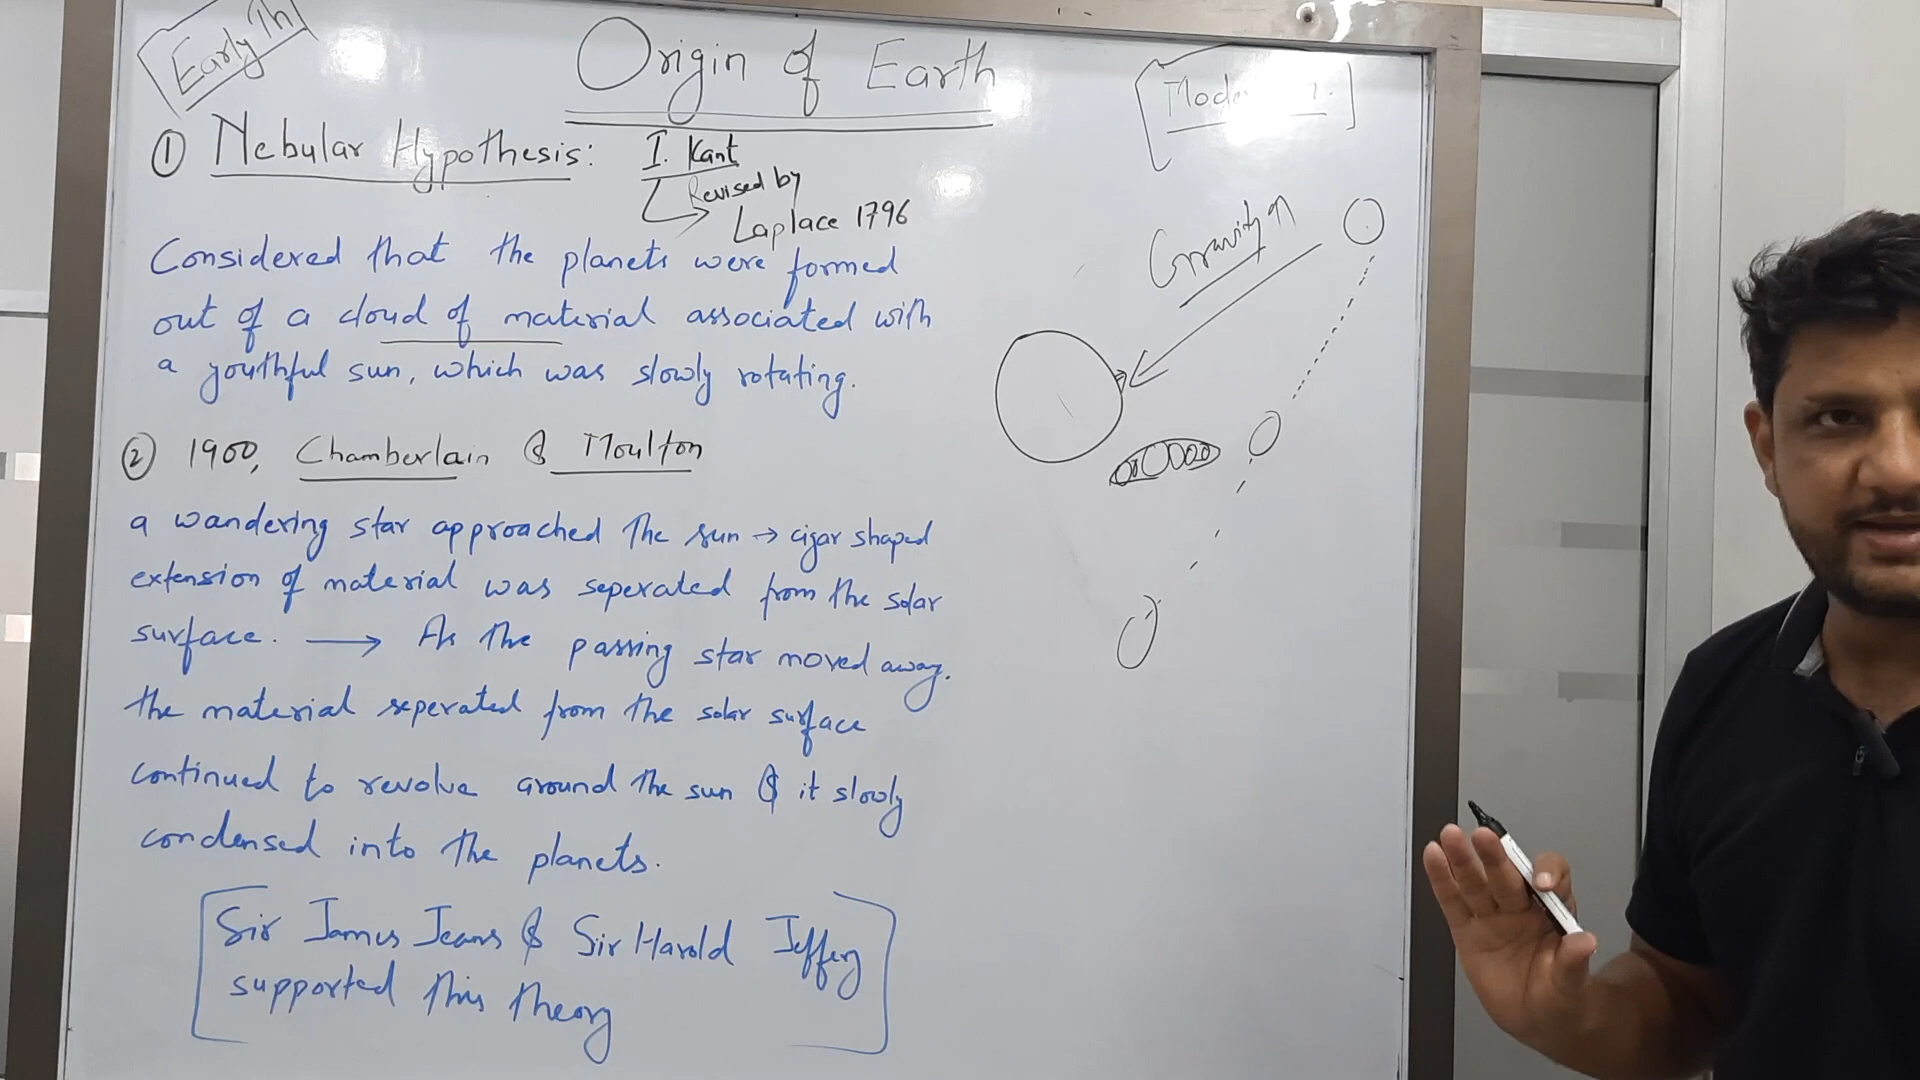 Early Th
Origin of Earth
① Nebular Hypothesis: I. Kant
Revised by
Laplace 1796
Considered that the planets were formed
out of a cloud of material associated with
a youthful sun, which was slowly rotating.
② 1900, Chamberlain & Moulton
a wandering star approached the sun → cigar shaped
extension of material was seperated from the solar
surface. → As the passing star moved away.
the material seperated from the solar surface
continued to revolve around the sun & it slowly
condensed into the planets.
Sir James Jeans & Sir Harold Jeffery
supported this theory
Gravity